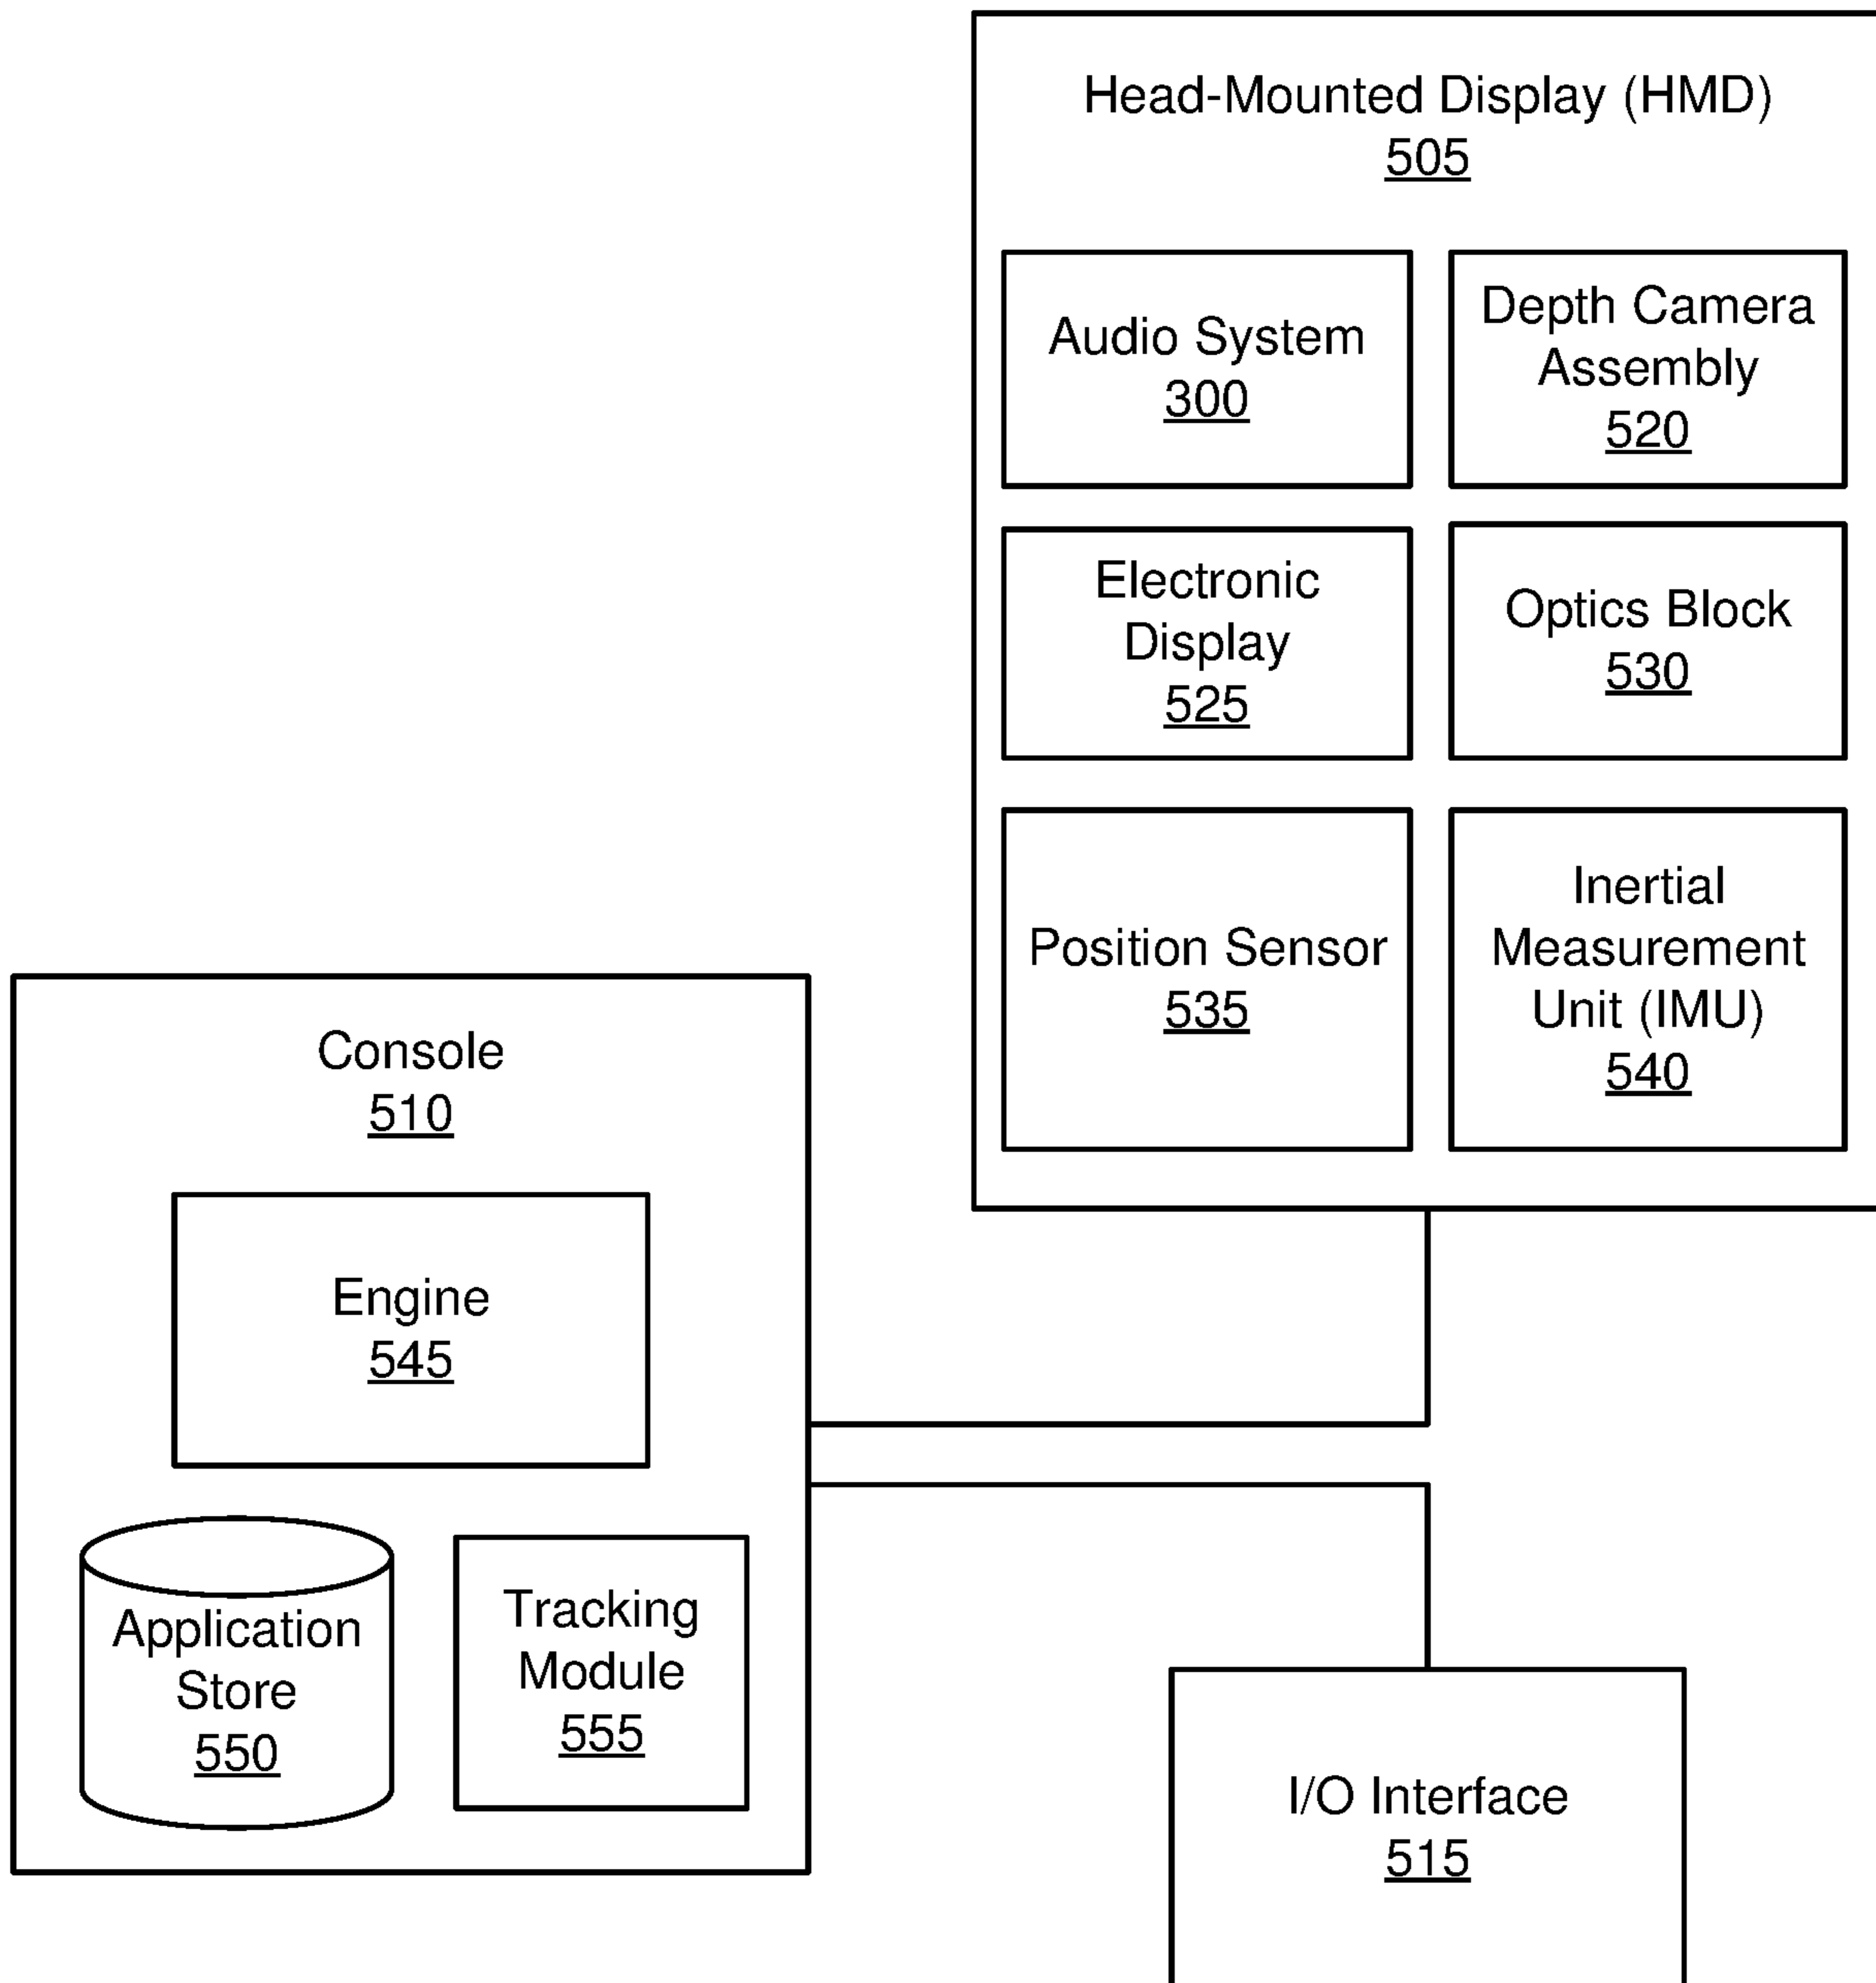 Head-Mounted Display (HMD)
505
Audio System
300
Depth Camera
Assembly
520
Electronic
Display
525
Optics Block
530
Position Sensor
535
Inertial
Measurement
Unit (IMU)
540
Console
510
Engine
545
Application
Store
550
Tracking
Module
555
I/O Interface
515